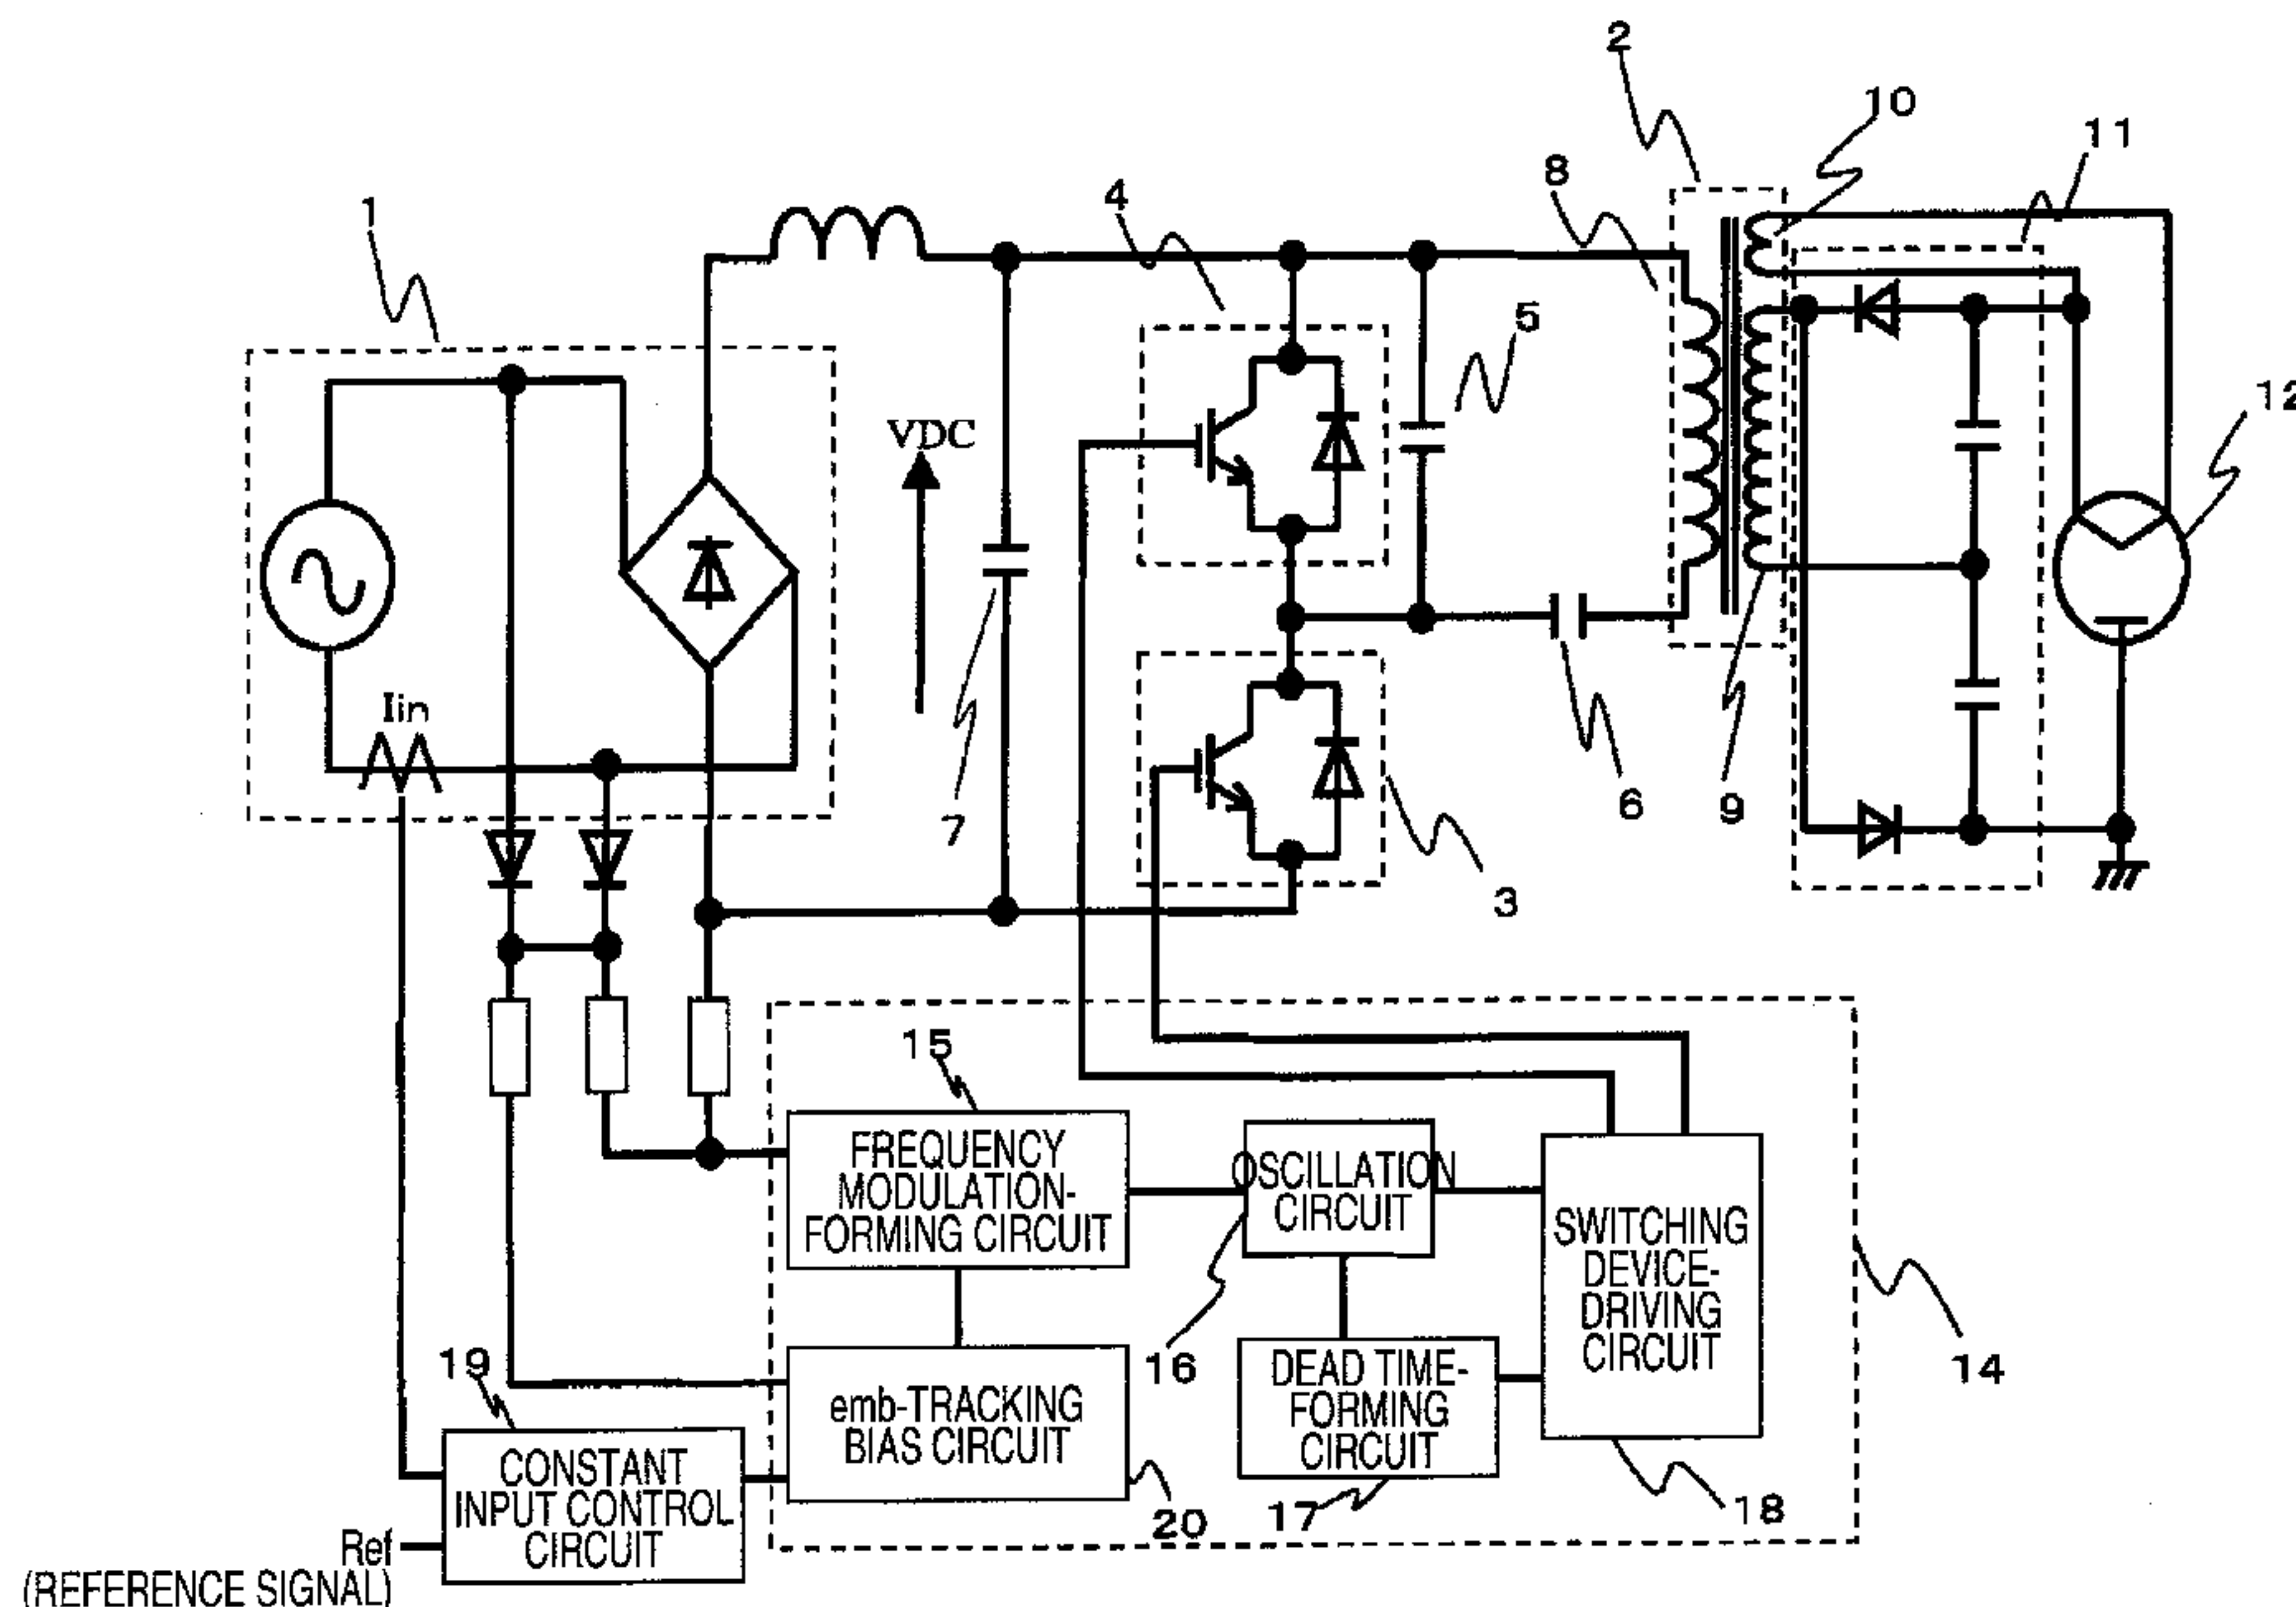 2
10
11
8
4
1
5
12
VDC
Iin
7
6
9
3
15
FREQUENCY
MODULATION-
FORMING CIRCUIT
OSCILLATION
CIRCUIT
SWITCHING
DEVICE-
DRIVING
CIRCUIT
16
14
19
emb-TRACKING
BIAS CIRCUIT
DEAD TIME-
FORMING
CIRCUIT
CONSTANT
INPUT CONTROL
CIRCUIT
20
17
18
Ref
(REFERENCE SIGNAL)